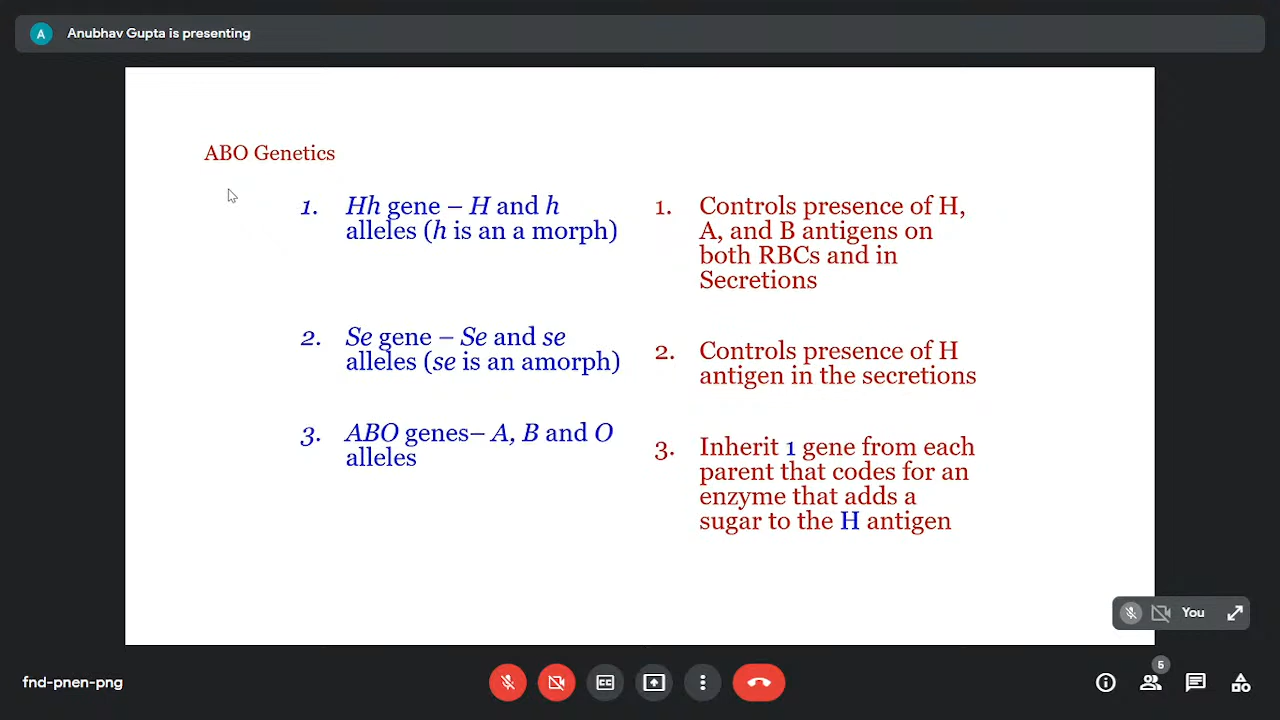 A
Anubhav Gupta is presenting
ABO Genetics
1. Hh gene – H and h
alleles (h is an a morph)
2. Se gene – Se and se
alleles (se is an amorph)
3. ABO genes– A, B and O
alleles
1. Controls presence of H,
A, and B antigens on
both RBCs and in
Secretions
2. Controls presence of H
antigen in the secretions
3. Inherit 1 gene from each
parent that codes for an
enzyme that adds a
sugar to the H antigen
You
fnd-pnen-png
CC
5